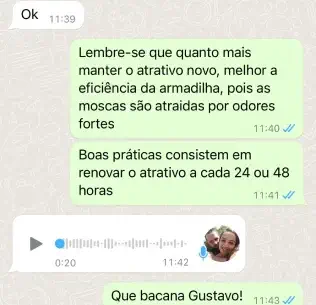 Ok 11:39
Lembre-se que quanto mais
manter o atrativo novo, melhor a
eficiência da armadilha, pois as
moscas são atraidas por odores
fortes
11:40
Boas práticas consistem em
renovar o atrativo a cada 24 ou 48
horas
11:41
0:20 11:42
Que bacana Gustavo! 11:43